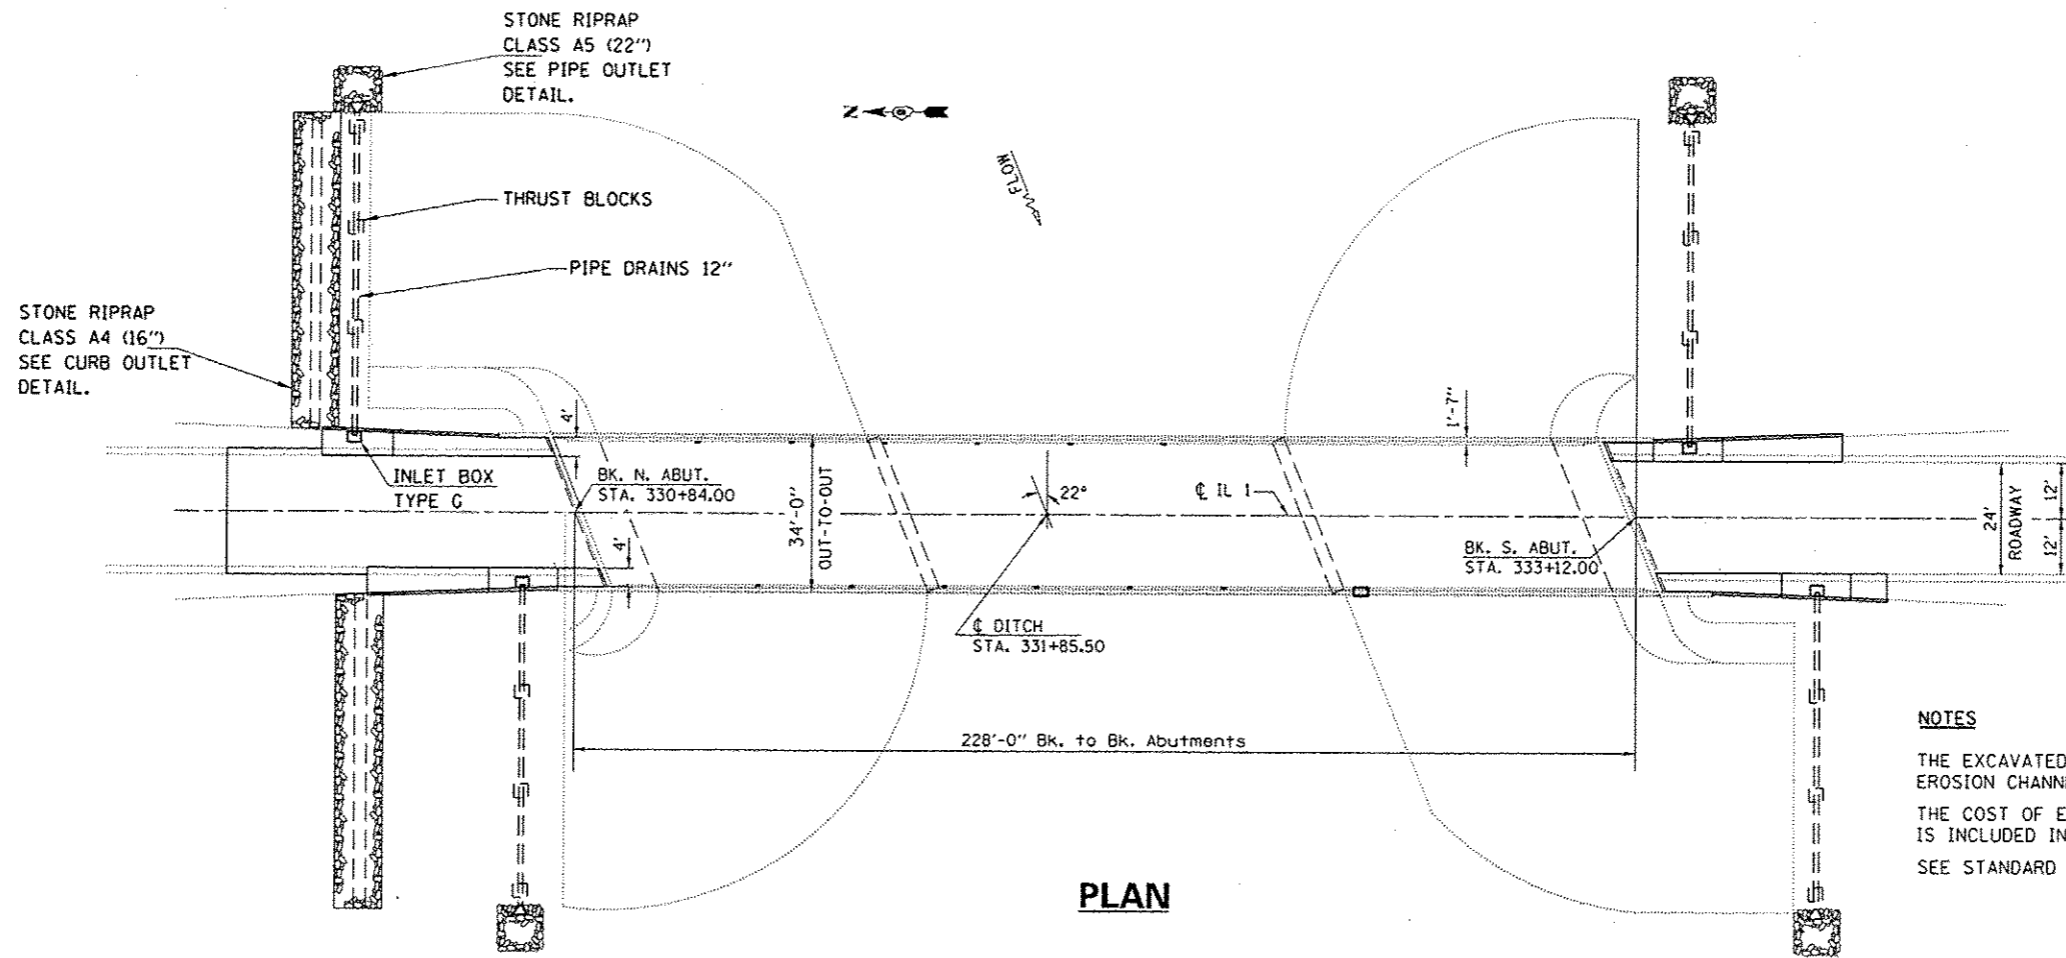 STONE RIPRAP
CLASS A5 (22")
SEE PIPE OUTLET
DETAIL.
N
FLOW
THRUST BLOCKS
PIPE DRAINS 12"
STONE RIPRAP
CLASS A4 (16")
SEE CURB OUTLET
DETAIL.
4'
1'-7"
INLET BOX
TYPE G
BK. N. ABUT.
STA. 330+84.00
34'-0"
OUT-TO-OUT
22°
℄ IL 1
24'
ROADWAY
12'
12'
4'
BK. S. ABUT.
STA. 333+12.00
℄ DITCH
STA. 331+85.50
228'-0" Bk. to Bk. Abutments
NOTES
THE EXCAVATED
EROSION CHANN
THE COST OF E
IS INCLUDED IN
SEE STANDARD
PLAN